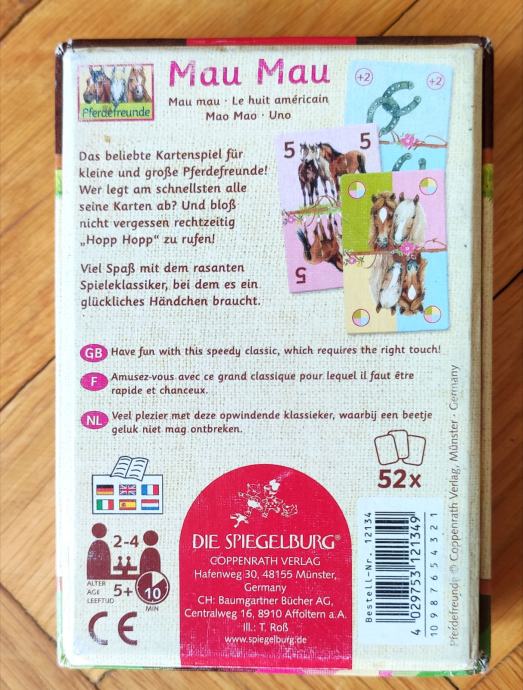 Pferdefreunde
Mau Mau
Mau mau · Le huit américain
Mao Mao · Uno
+2
+2
5
5
5
Das beliebte Kartenspiel für
kleine und große Pferdefreunde!
Wer legt am schnellsten alle
seine Karten ab? Und bloß
nicht vergessen rechtzeitig
„Hopp Hopp“ zu rufen!
Viel Spaß mit dem rasanten
Spieleklassiker, bei dem es ein
glückliches Händchen braucht.
GB Have fun with this speedy classic, which requires the right touch!
F Amusez-vous avec ce grand classique pour lequel il faut être
rapide et chanceux.
NL Veel plezier met deze opwindende klassieker, waarbij een beetje
geluk niet mag ontbreken.
52x
2-4
ALTER
AGE
LEEFTIJD
5+
10
MIN
CE
DIE SPIEGELBURG®
COPPENRATH VERLAG
Hafenweg 30, 48155 Münster,
Germany
CH: Baumgartner Bücher AG,
Centralweg 16, 8910 Affoltern a.A.
Ill.: T. Roß
www.spiegelburg.de
Bestell-Nr. 12134
4 029753 121349
10 9 8 7 6 5 4 3 2 1
Pferdefreunde © Coppenrath Verlag, Münster · Germany